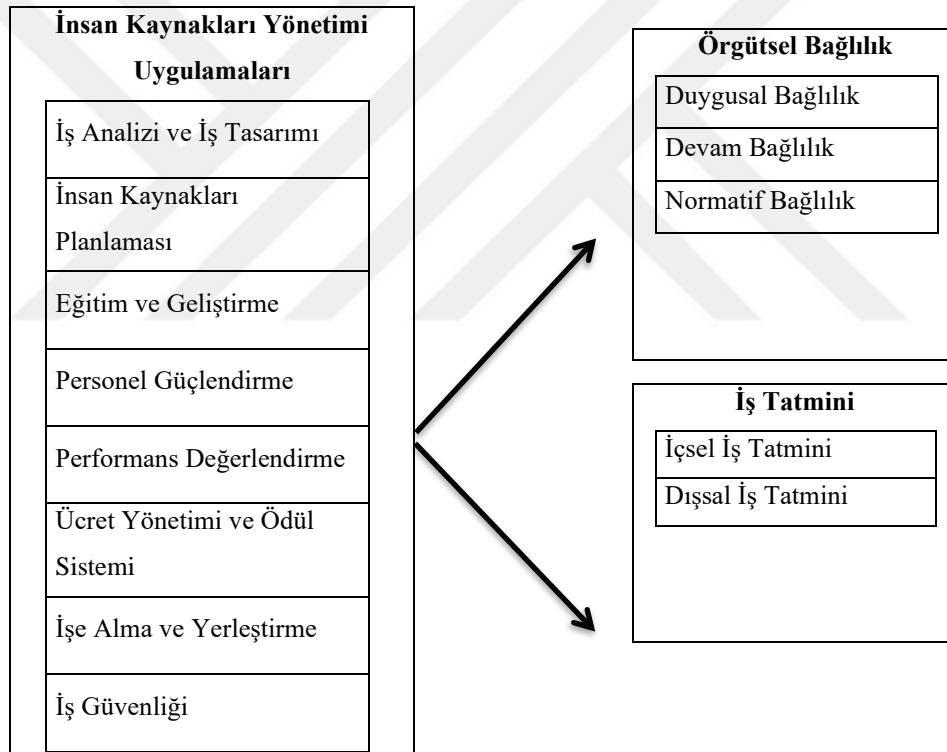 İnsan Kaynakları Yönetimi
Uygulamaları
İş Analizi ve İş Tasarımı
İnsan Kaynakları
Planlaması
Eğitim ve Geliştirme
Personel Güçlendirme
Performans Değerlendirme
Ücret Yönetimi ve Ödül
Sistemi
İşe Alma ve Yerleştirme
İş Güvenliği
Örgütsel Bağlılık
Duygusal Bağlılık
Devam Bağlılık
Normatif Bağlılık
İş Tatmini
İçsel İş Tatmini
Dışsal İş Tatmini